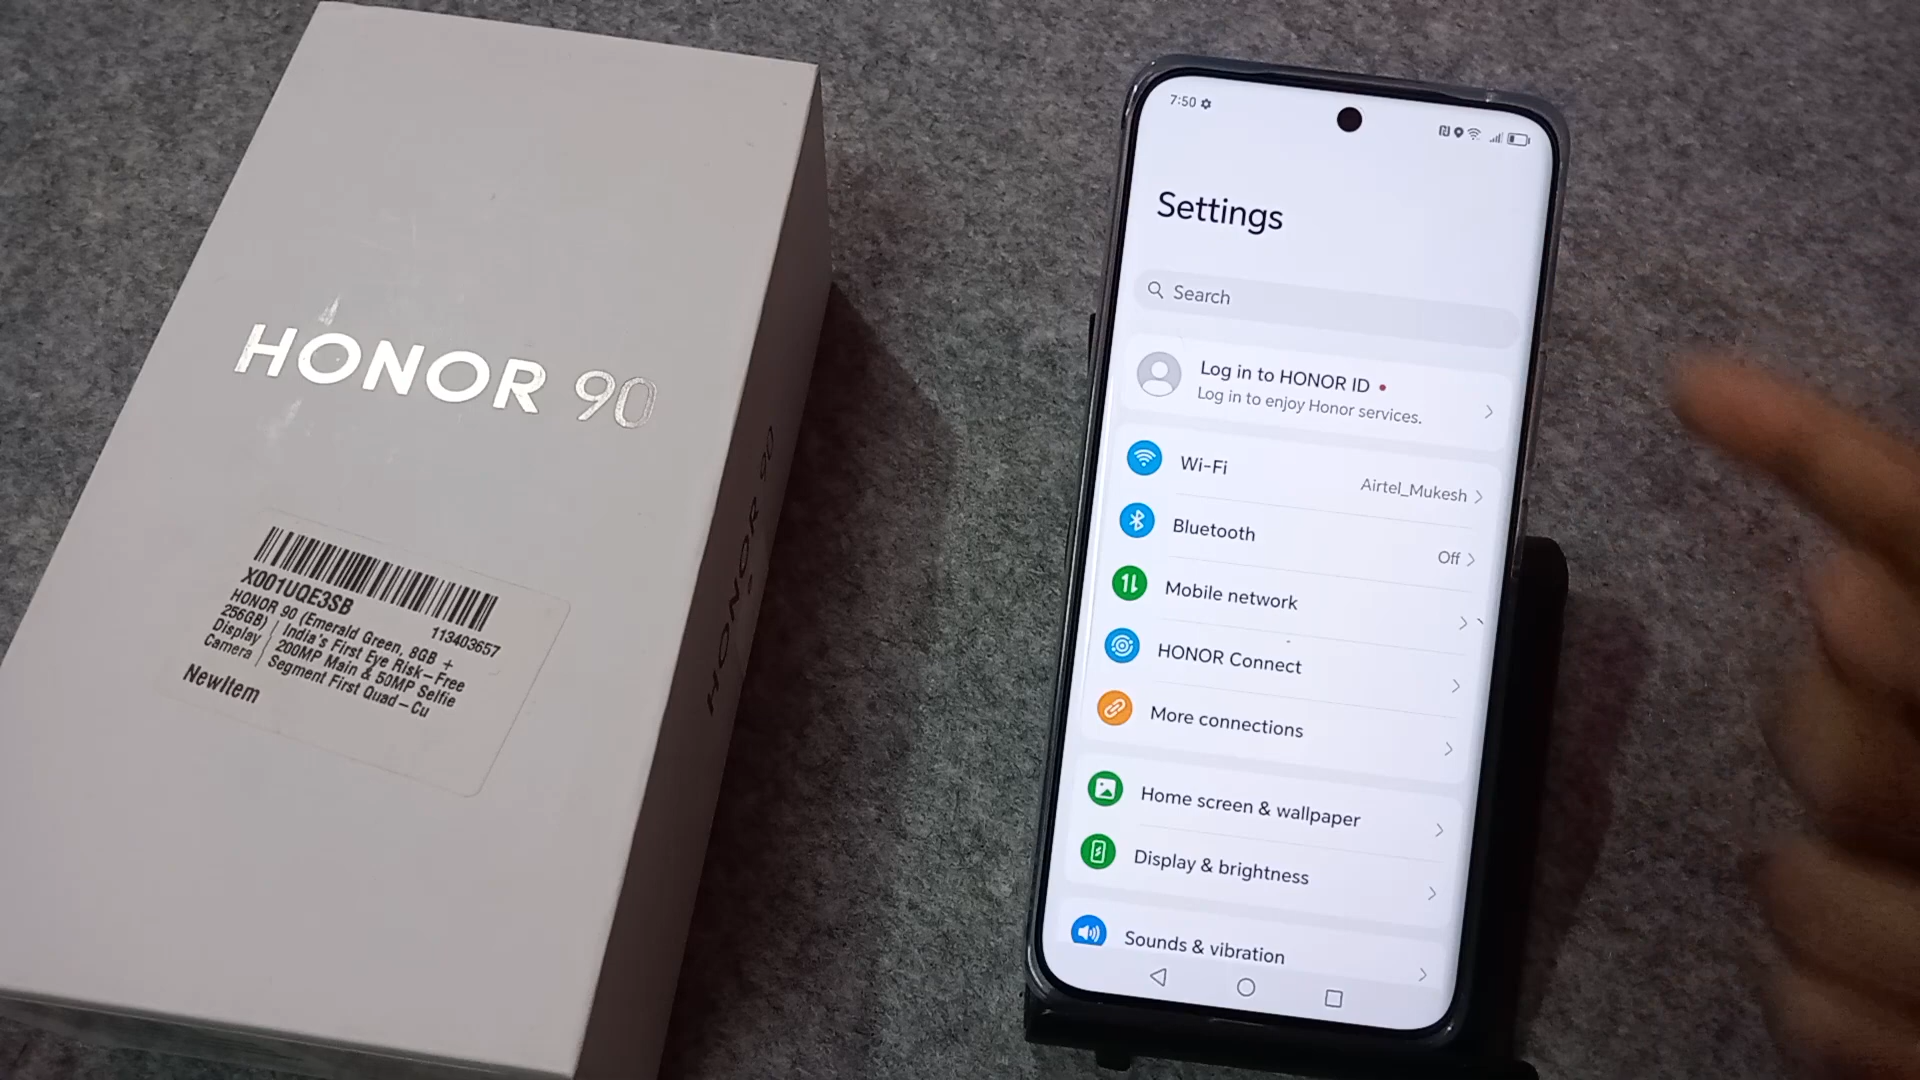 HONOR 90
X001UQE3SB
113403657
HONOR 90 (Emerald Green, 8GB +
256GB) | India's First Eye Risk-Free
Display | 200MP Main & 50MP Selfie
Camera | Segment First Quad-Cu
NewItem
HONOR 90
7:50
Settings
Search
Log in to HONOR ID
Log in to enjoy Honor services.
Wi-Fi
Airtel_Mukesh
Bluetooth
Off
Mobile network
HONOR Connect
More connections
Home screen & wallpaper
Display & brightness
Sounds & vibration